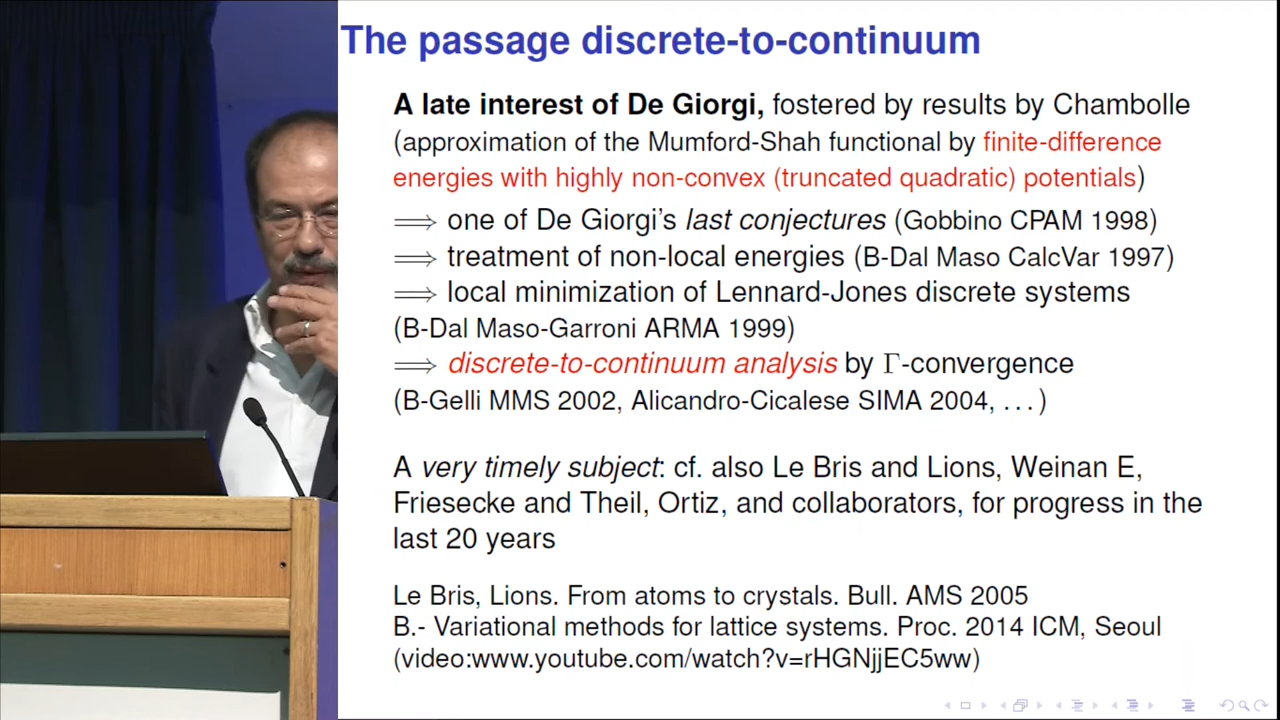 The passage discrete-to-continuum
A late interest of De Giorgi, fostered by results by Chambolle
(approximation of the Mumford-Shah functional by finite-difference
energies with highly non-convex (truncated quadratic) potentials)
⟹ one of De Giorgi's last conjectures (Gobbino CPAM 1998)
⟹ treatment of non-local energies (B-Dal Maso CalcVar 1997)
⟹ local minimization of Lennard-Jones discrete systems
(B-Dal Maso-Garroni ARMA 1999)
⟹ discrete-to-continuum analysis by Γ-convergence
(B-Gelli MMS 2002, Alicandro-Cicalese SIMA 2004, ...)
A very timely subject: cf. also Le Bris and Lions, Weinan E,
Friesecke and Theil, Ortiz, and collaborators, for progress in the
last 20 years
Le Bris, Lions. From atoms to crystals. Bull. AMS 2005
B.- Variational methods for lattice systems. Proc. 2014 ICM, Seoul
(video:www.youtube.com/watch?v=rHGNjjEC5ww)